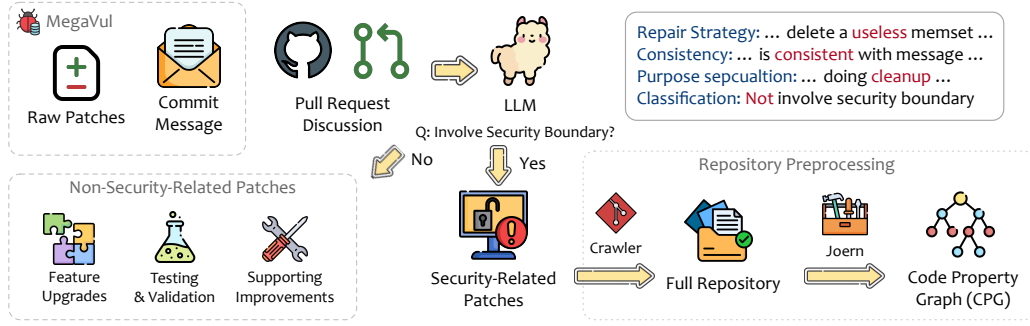 MegaVul
Raw Patches
Commit
Message
Pull Request
Discussion
LLM
Repair Strategy: ... delete a useless memset ...
Consistency: ... is consistent with message ...
Purpose sepcualtion: ... doing cleanup ...
Classification: Not involve security boundary
Q: Involve Security Boundary?
No
Yes
Non-Security-Related Patches
Feature
Upgrades
Testing
& Validation
Supporting
Improvements
Security-Related
Patches
Repository Preprocessing
Crawler
Full Repository
Joern
Code Property
Graph (CPG)